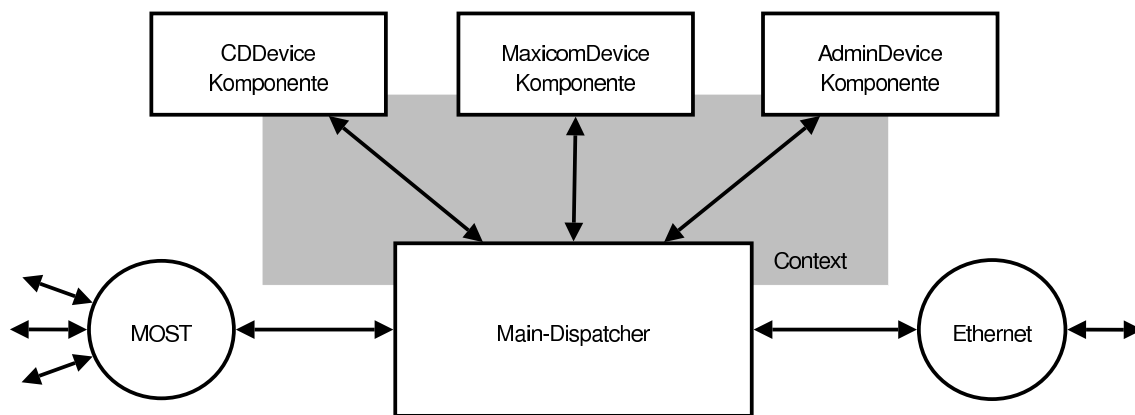 CDDevice
Komponente
MaxicomDevice
Komponente
AdminDevice
Komponente
Context
MOST
Main-Dispatcher
Ethernet